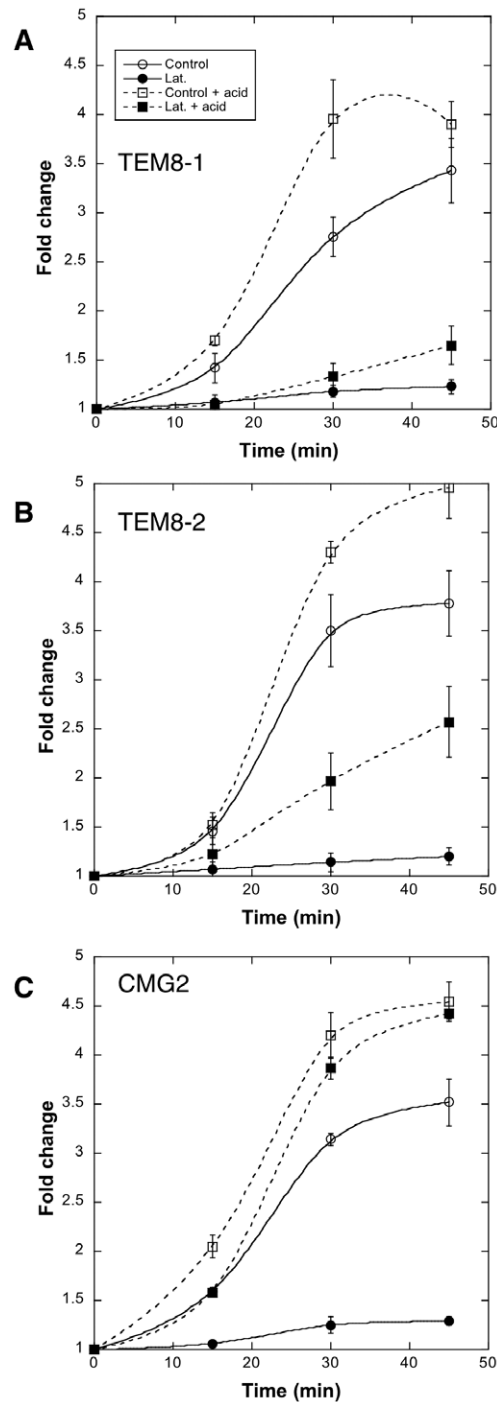 A
5
4.5
4
3.5
3
2.5
2
1.5
1
Fold change
Control
Lat.
Control + acid
Lat. + acid
TEM8-1
0 10 20 30 40 50
Time (min)
B
5
4.5
4
3.5
3
2.5
2
1.5
1
Fold change
TEM8-2
0 10 20 30 40 50
Time (min)
C
5
4.5
4
3.5
3
2.5
2
1.5
1
Fold change
CMG2
0 10 20 30 40 50
Time (min)